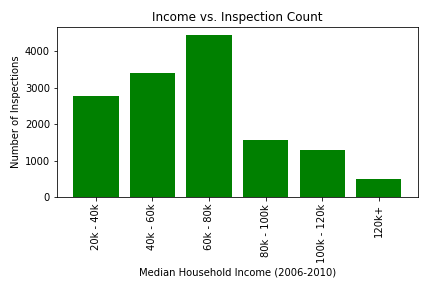 Income vs. Inspection Count
Number of Inspections
4000
3000
2000
1000
0
20k - 40k
40k - 60k
60k - 80k
80k - 100k
100k - 120k
120k+
Median Household Income (2006-2010)